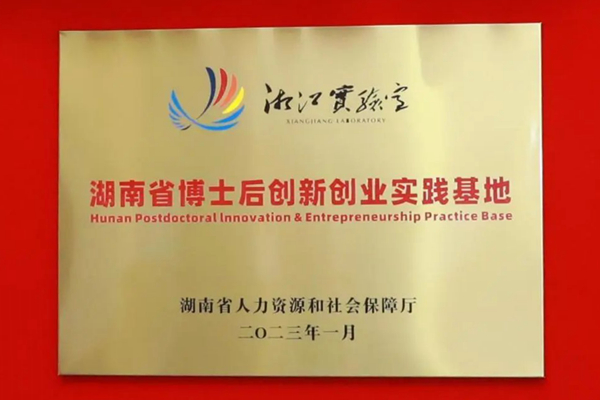 湘江实验室
XIANGJIANG LABORATORY
湖南省博士后创新创业实践基地
Hunan Postdoctoral Innovation & Entrepreneurship Practice Base
湖南省人力资源和社会保障厅
二〇二三年一月